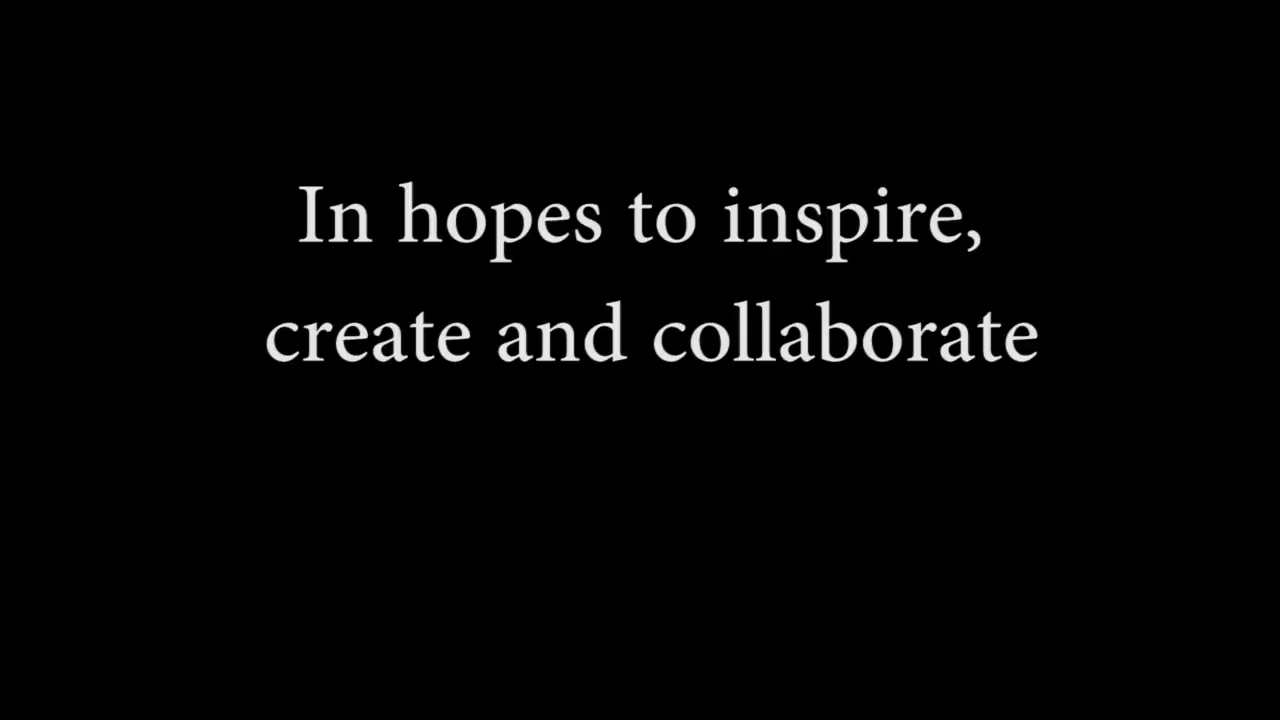 In hopes to inspire,
create and collaborate